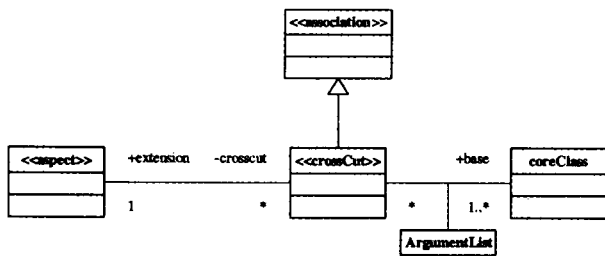 <<association>>
<<aspect>> +extension -crosscut <<crossCut>> +base coreClass
1 * * 1..*
ArgumentList